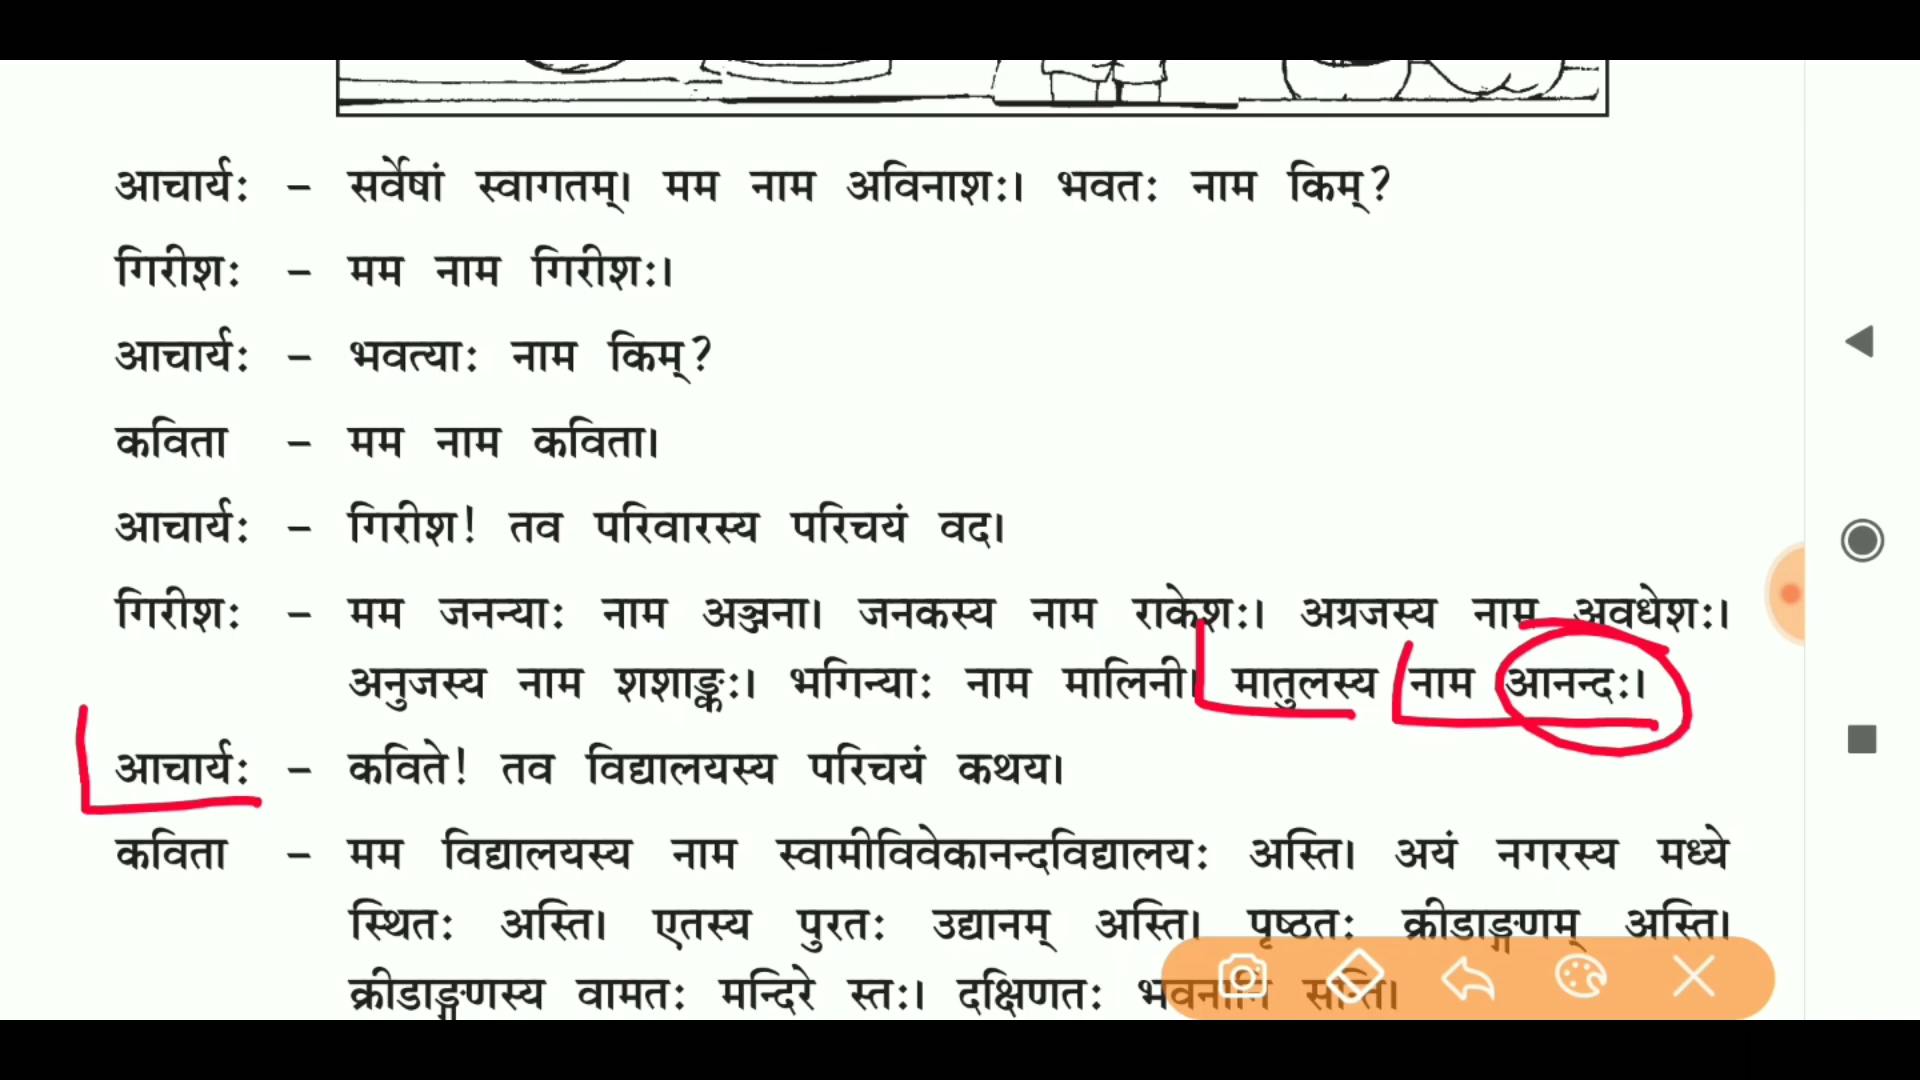 आचार्यः – सर्वेषां स्वागतम्। मम नाम अविनाशः। भवतः नाम किम्?
गिरीशः – मम नाम गिरीशः।
आचार्यः – भवत्याः नाम किम्?
कविता – मम नाम कविता।
आचार्यः – गिरीश! तव परिवारस्य परिचयं वद।
गिरीशः – मम जनन्याः नाम अञ्जना। जनकस्य नाम राकेशः। अग्रजस्य नाम अवधेशः।
अनुजस्य नाम शशाङ्कः। भगिन्याः नाम मालिनी। मातुलस्य नाम आनन्दः।
आचार्यः – कविते! तव विद्यालयस्य परिचयं कथय।
कविता – मम विद्यालयस्य नाम स्वामीविवेकानन्दविद्यालयः अस्ति। अयं नगरस्य मध्ये
स्थितः अस्ति। एतस्य पुरतः उद्यानम् अस्ति। पृष्ठतः क्रीडाङ्गणम् अस्ति।
क्रीडाङ्गणस्य वामतः मन्दिरे स्तः। दक्षिणतः भवनानि सन्ति।